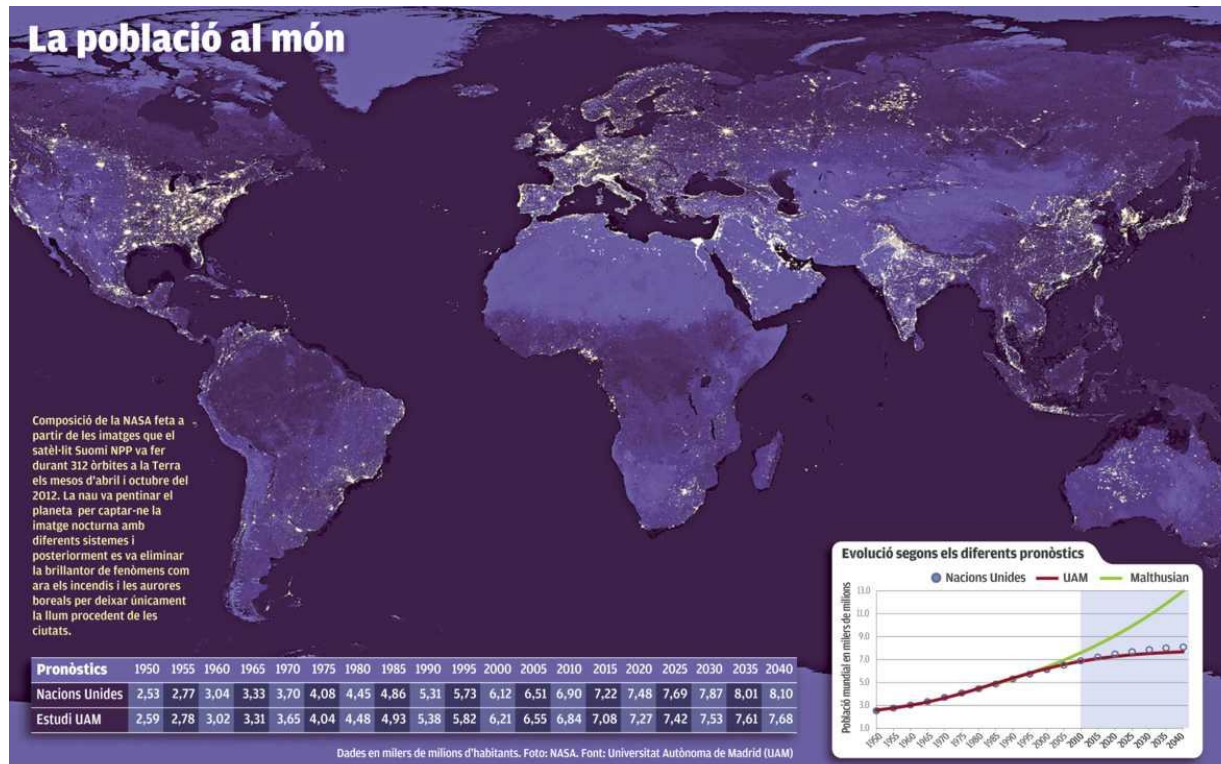 La població al món
Composició de la NASA feta a
partir de les imatges que el
satèl·lit Suomi NPP va fer
durant 312 òrbites a la Terra
els mesos d'abril i octubre del
2012. La nau va pentinar el
planeta per captar-ne la
imatge nocturna amb
diferents sistemes i
posteriorment es va eliminar
la brillantor de fenòmens com
ara els incendis i les aurores
boreals per deixar únicament
la llum procedent de les
ciutats.
Pronòstics 1950 1955 1960 1965 1970 1975 1980 1985 1990 1995 2000 2005 2010 2015 2020 2025 2030 2035 2040
Nacions Unides 2,53 2,77 3,04 3,33 3,70 4,08 4,45 4,86 5,31 5,73 6,12 6,51 6,90 7,22 7,48 7,69 7,87 8,01 8,10
Estudi UAM 2,59 2,78 3,02 3,31 3,65 4,04 4,48 4,93 5,38 5,82 6,21 6,55 6,84 7,08 7,27 7,42 7,53 7,61 7,68
Dades en milers de milions d'habitants. Foto: NASA. Font: Universitat Autònoma de Madrid (UAM)
Evolució segons els diferents pronòstics
Nacions Unides UAM Malthusian
Població mundial en milers de milions
13.0
11.0
9.0
7.0
5.0
3.0
1.0
1950 1955 1960 1965 1970 1975 1980 1985 1990 1995 2000 2005 2010 2015 2020 2025 2030 2035 2040